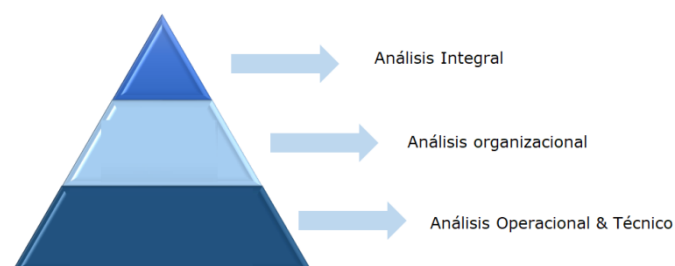 Análisis Integral
Análisis organizacional
Análisis Operacional & Técnico